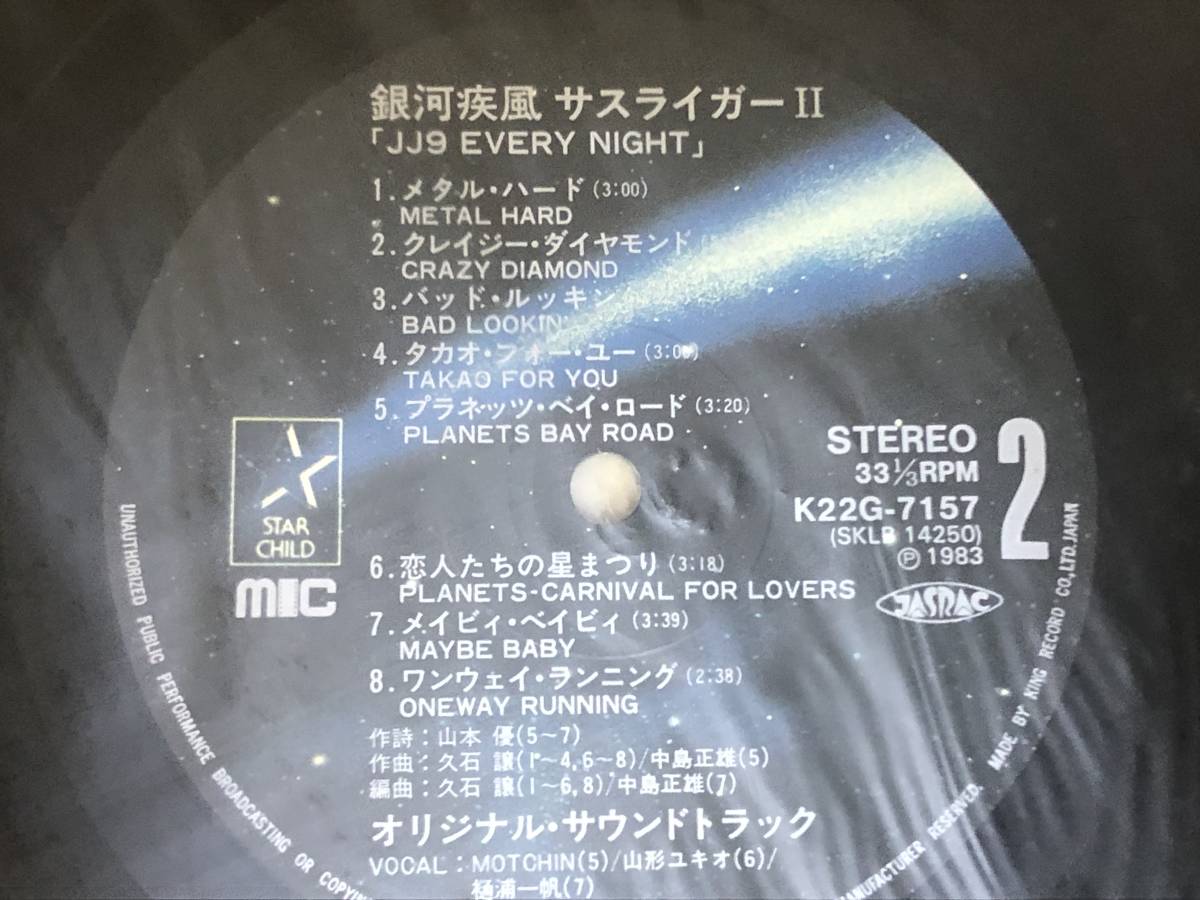 銀河疾風 サスライガーII
「JJ9 EVERY NIGHT」
1.メタル・ハード(3:00)
METAL HARD
2.クレイジー・ダイヤモンド
CRAZY DIAMOND
3.バッド・ルッキン
BAD LOOKIN'
4.タカオ・フォー・ユー(3:00)
TAKAO FOR YOU
5.プラネッツ・ベイ・ロード(3:20)
PLANETS BAY ROAD
STEREO
33⅓RPM
K22G-7157
(SKLB 14250)
Ⓟ1983
2
STAR
CHILD
mic
JASRAC
6.恋人たちの星まつり(3:18)
PLANETS-CARNIVAL FOR LOVERS
7.メイビィ・ベイビィ(3:39)
MAYBE BABY
8.ワンウェイ・ランニング(2:38)
ONEWAY RUNNING
作詩:山本 優(5~7)
作曲:久石 譲(1~4,6~8)/中島正雄(5)
編曲:久石 譲(1~6,8)/中島正雄(7)
オリジナル・サウンドトラック
VOCAL:MOTCHIN(5)/山形ユキオ(6)/
樋浦一帆(7)
UNAUTHORIZED PUBLIC PERFORMANCE BROADCASTING OR COPYIN
MANUFACTURER RESERVED.
MADE BY KING RECORD CO.,LTD.JAPAN